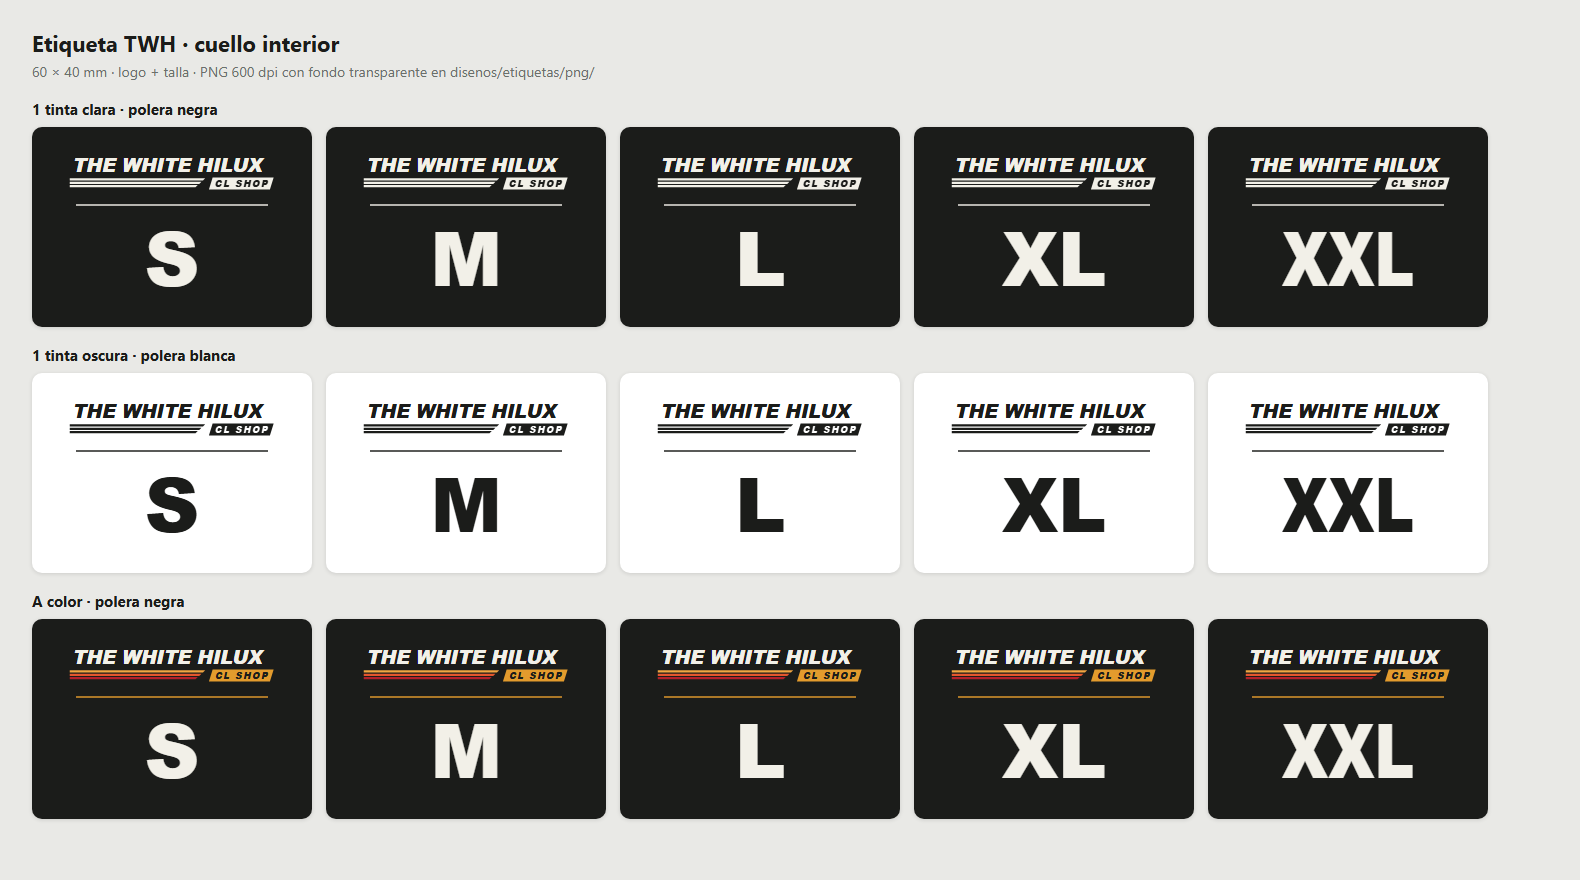 Etiqueta TWH · cuello interior
60 × 40 mm · logo + talla · PNG 600 dpi con fondo transparente en disenos/etiquetas/png/
1 tinta clara · polera negra
THE WHITE HILUX THE WHITE HILUX THE WHITE HILUX THE WHITE HILUX THE WHITE HILUX
CL SHOP CL SHOP CL SHOP CL SHOP CL SHOP
S M L XL XXL
1 tinta oscura · polera blanca
THE WHITE HILUX THE WHITE HILUX THE WHITE HILUX THE WHITE HILUX THE WHITE HILUX
CL SHOP CL SHOP CL SHOP CL SHOP CL SHOP
S M L XL XXL
A color · polera negra
THE WHITE HILUX THE WHITE HILUX THE WHITE HILUX THE WHITE HILUX THE WHITE HILUX
CL SHOP CL SHOP CL SHOP CL SHOP CL SHOP
S M L XL XXL